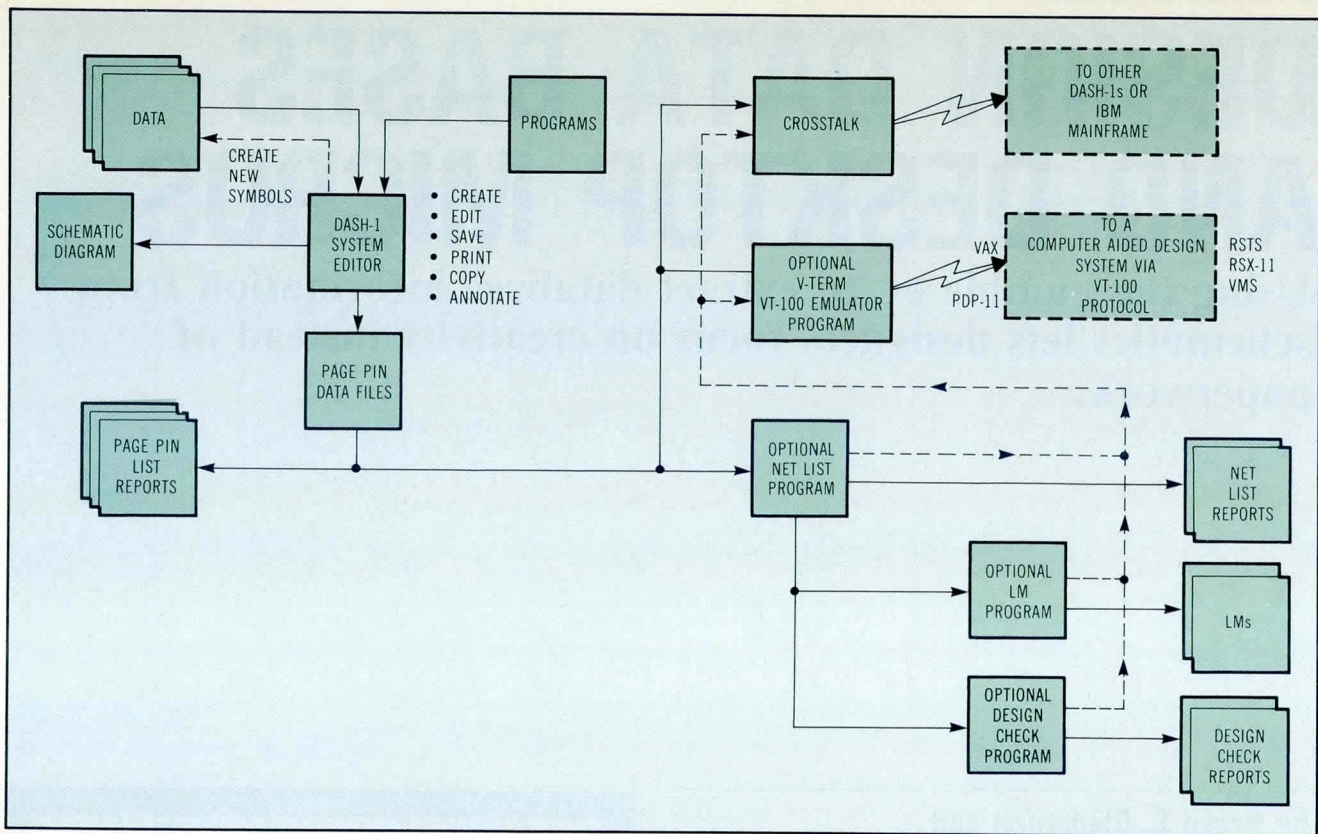 DATA
PROGRAMS
CREATE
NEW
SYMBOLS
SCHEMATIC
DIAGRAM
DASH-1
SYSTEM
EDITOR
• CREATE
• EDIT
• SAVE
• PRINT
• COPY
• ANNOTATE
PAGE PIN
DATA FILES
PAGE PIN
LIST
REPORTS
CROSSTALK
TO OTHER
DASH-1s OR
IBM
MAINFRAME
OPTIONAL
V-TERM
VT-100 EMULATOR
PROGRAM
VAX
PDP-11
TO A
COMPUTER AIDED DESIGN
SYSTEM VIA
VT-100
PROTOCOL
RSTS
RSX-11
VMS
OPTIONAL
NET LIST
PROGRAM
NET
LIST
REPORTS
OPTIONAL
LM
PROGRAM
LMs
OPTIONAL
DESIGN
CHECK
PROGRAM
DESIGN
CHECK
REPORTS